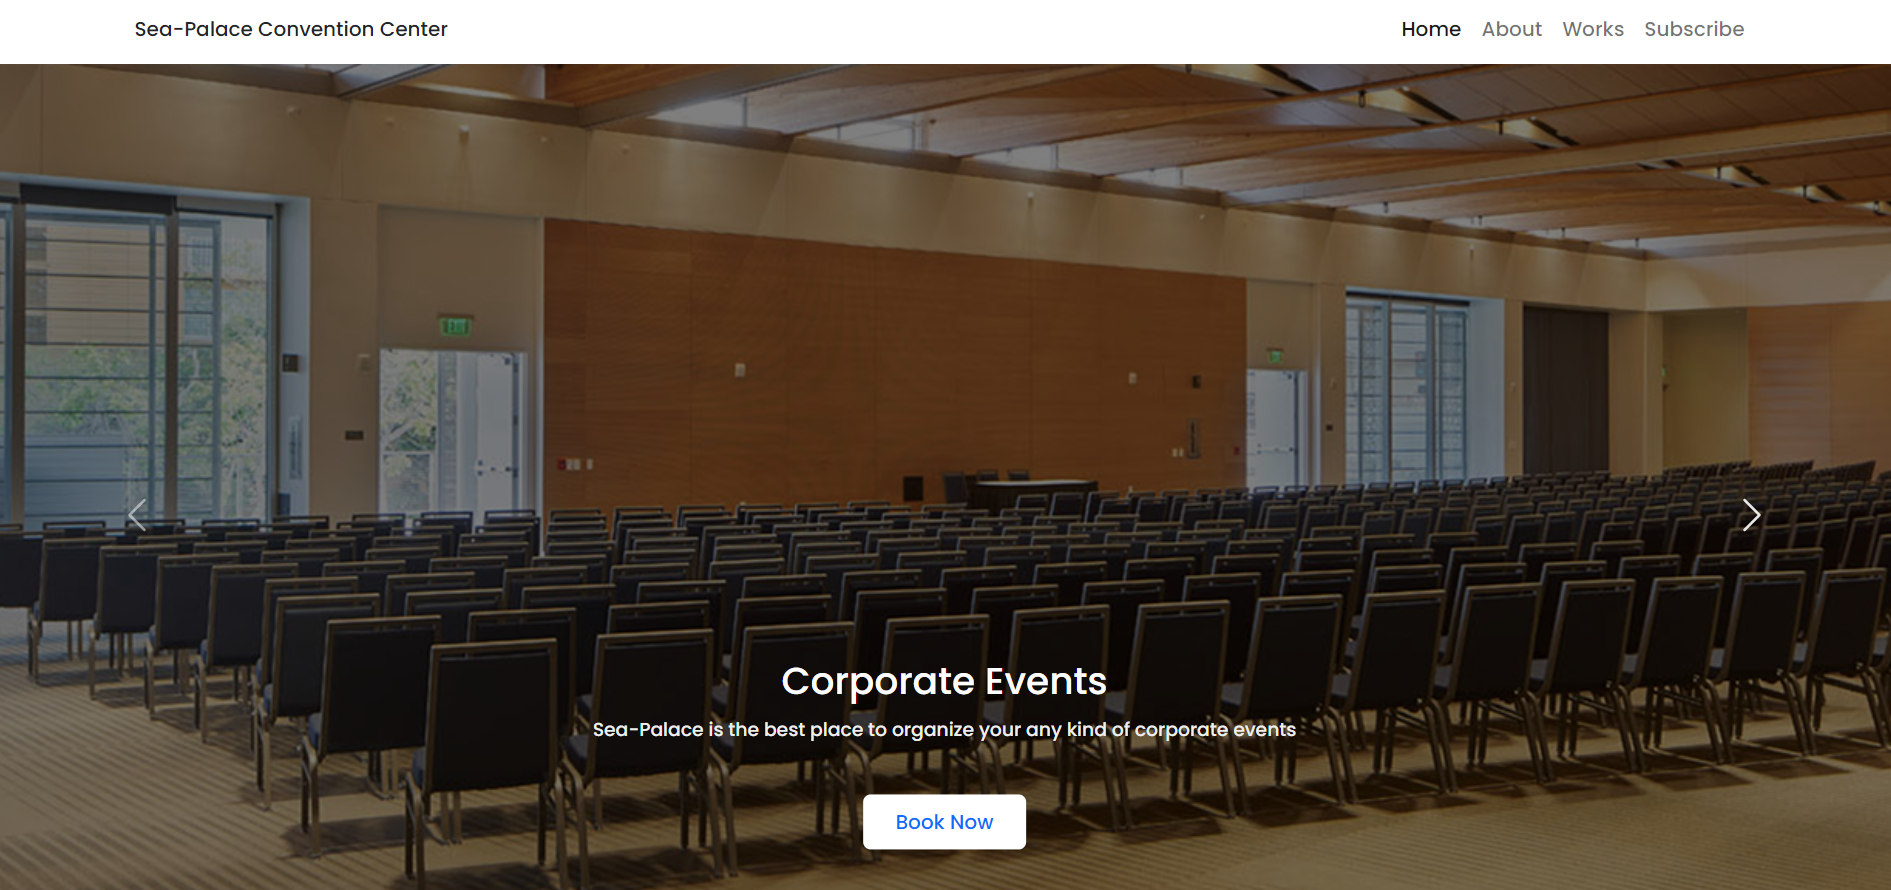 Sea-Palace Convention Center
Home About Works Subscribe
Corporate Events
Sea-Palace is the best place to organize your any kind of corporate events
Book Now